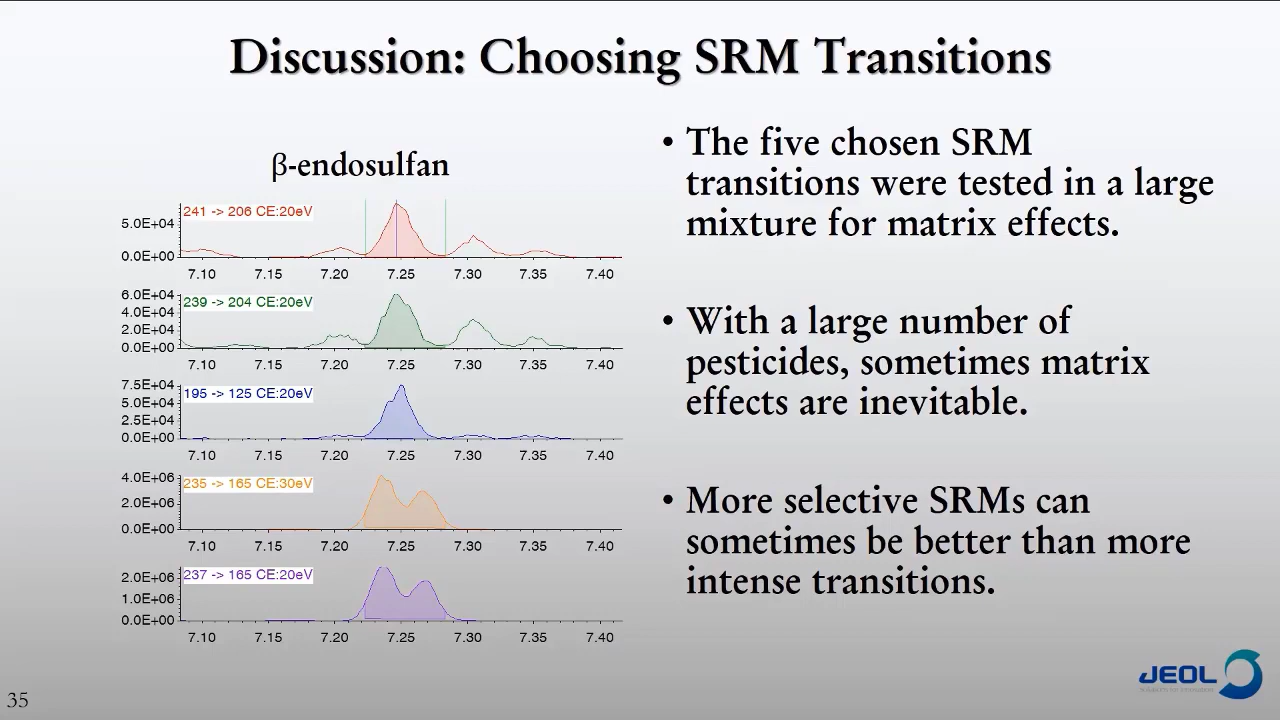 Discussion: Choosing SRM Transitions
β-endosulfan
241 -> 206 CE:20eV
5.0E+04
0.0E+00
7.10 7.15 7.20 7.25 7.30 7.35 7.40
239 -> 204 CE:20eV
6.0E+04
4.0E+04
2.0E+04
0.0E+00
7.10 7.15 7.20 7.25 7.30 7.35 7.40
195 -> 125 CE:20eV
7.5E+04
5.0E+04
2.5E+04
0.0E+00
7.10 7.15 7.20 7.25 7.30 7.35 7.40
235 -> 165 CE:30eV
4.0E+06
2.0E+06
0.0E+00
7.10 7.15 7.20 7.25 7.30 7.35 7.40
237 -> 165 CE:20eV
2.0E+06
1.0E+06
0.0E+00
7.10 7.15 7.20 7.25 7.30 7.35 7.40
• The five chosen SRM
transitions were tested in a large
mixture for matrix effects.
• With a large number of
pesticides, sometimes matrix
effects are inevitable.
• More selective SRMs can
sometimes be better than more
intense transitions.
JEOL
35